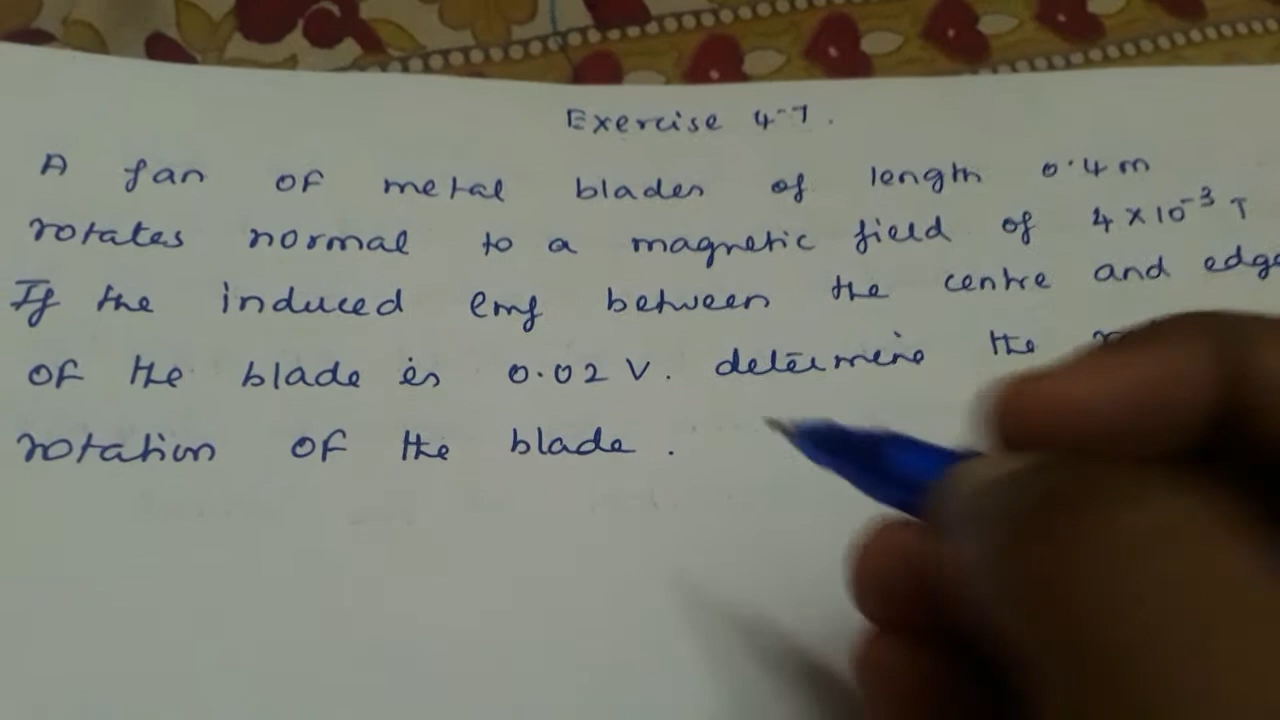 Exercise 4-7.
A fan of metal blades of length 0.4m
rotates normal to a magnetic field of 4×10⁻³ T
If the induced emf between the centre and edge
of the blade is 0.02 V. determine the
rotation of the blade.